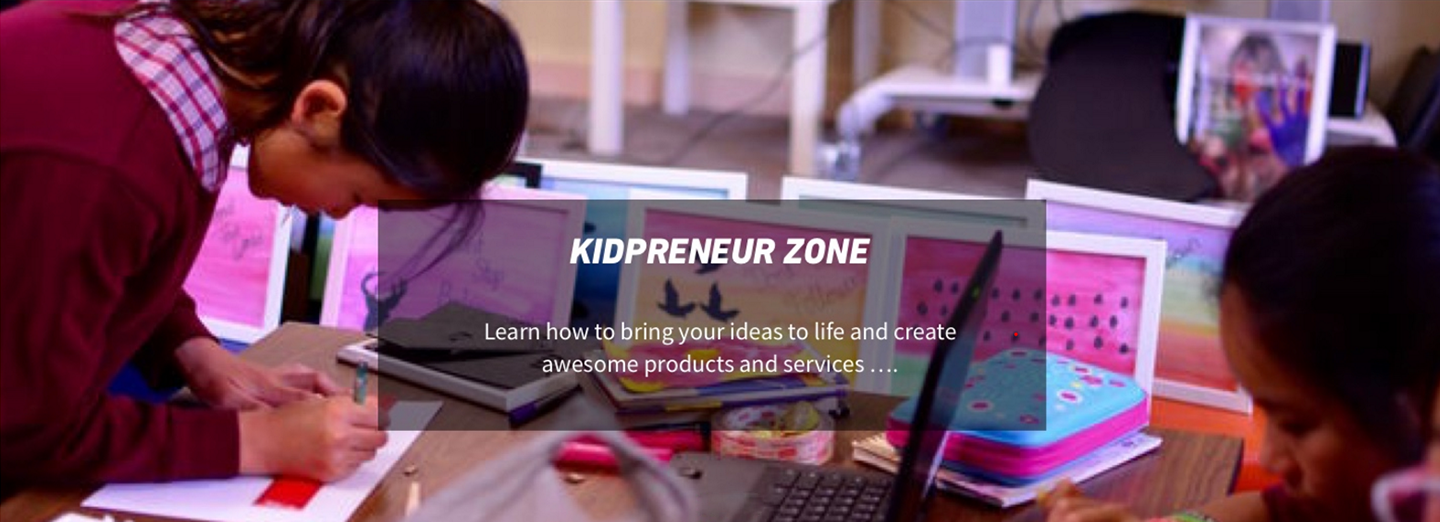 KIDPRENEUR ZONE
Learn how to bring your ideas to life and create
awesome products and services ....